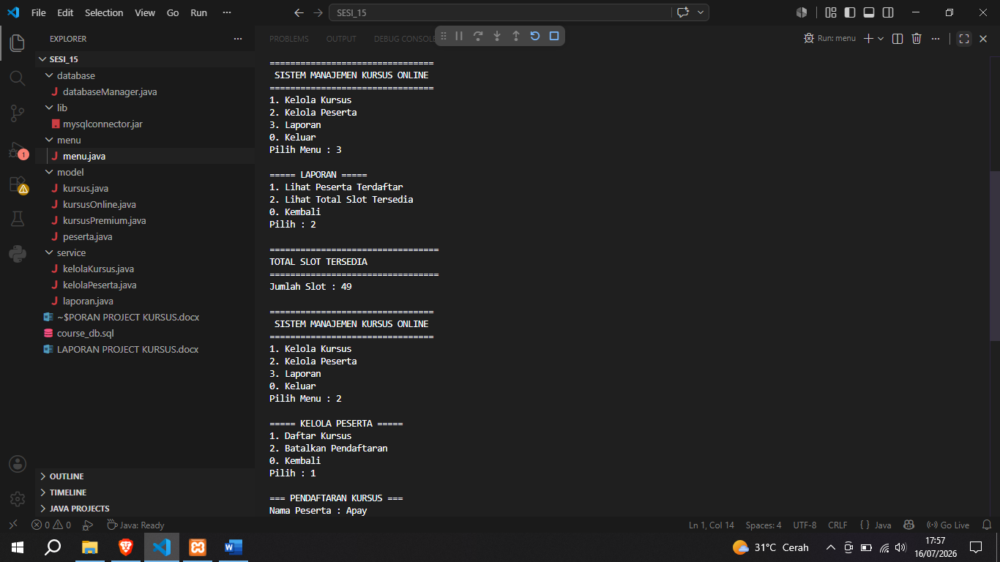 File Edit Selection View Go Run ···
SESI_15
EXPLORER
SESI_15
database
databaseManager.java
lib
mysqlconnector.jar
menu
menu.java
model
kursus.java
kursusOnline.java
kursusPremium.java
peserta.java
service
kelolaKursus.java
kelolaPeserta.java
laporan.java
~$PORAN PROJECT KURSUS.docx
course_db.sql
LAPORAN PROJECT KURSUS.docx
OUTLINE
TIMELINE
JAVA PROJECTS
1
PROBLEMS OUTPUT DEBUG CONSOLE
Run: menu
================================
SISTEM MANAJEMEN KURSUS ONLINE
================================
1. Kelola Kursus
2. Kelola Peserta
3. Laporan
0. Keluar
Pilih Menu : 3
===== LAPORAN =====
1. Lihat Peserta Terdaftar
2. Lihat Total Slot Tersedia
0. Kembali
Pilih : 2
=================================
TOTAL SLOT TERSEDIA
=================================
Jumlah Slot : 49
================================
SISTEM MANAJEMEN KURSUS ONLINE
================================
1. Kelola Kursus
2. Kelola Peserta
3. Laporan
0. Keluar
Pilih Menu : 2
===== KELOLA PESERTA =====
1. Daftar Kursus
2. Batalkan Pendaftaran
0. Kembali
Pilih : 1
=== PENDAFTARAN KURSUS ===
Nama Peserta : Apay
0 0 Java: Ready
Ln 1, Col 14 Spaces: 4 UTF-8 CRLF { } Java Go Live
31°C Cerah
17:57
16/07/2026